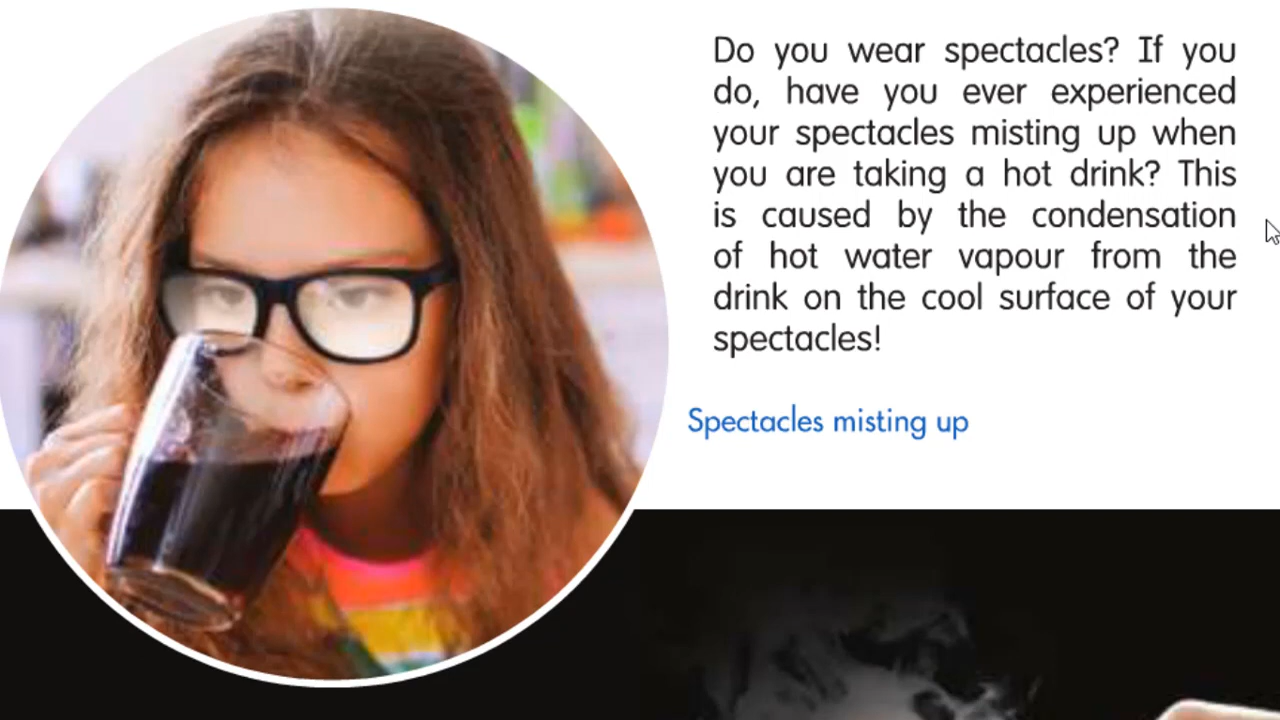 Do you wear spectacles? If you
do, have you ever experienced
your spectacles misting up when
you are taking a hot drink? This
is caused by the condensation
of hot water vapour from the
drink on the cool surface of your
spectacles!
Spectacles misting up